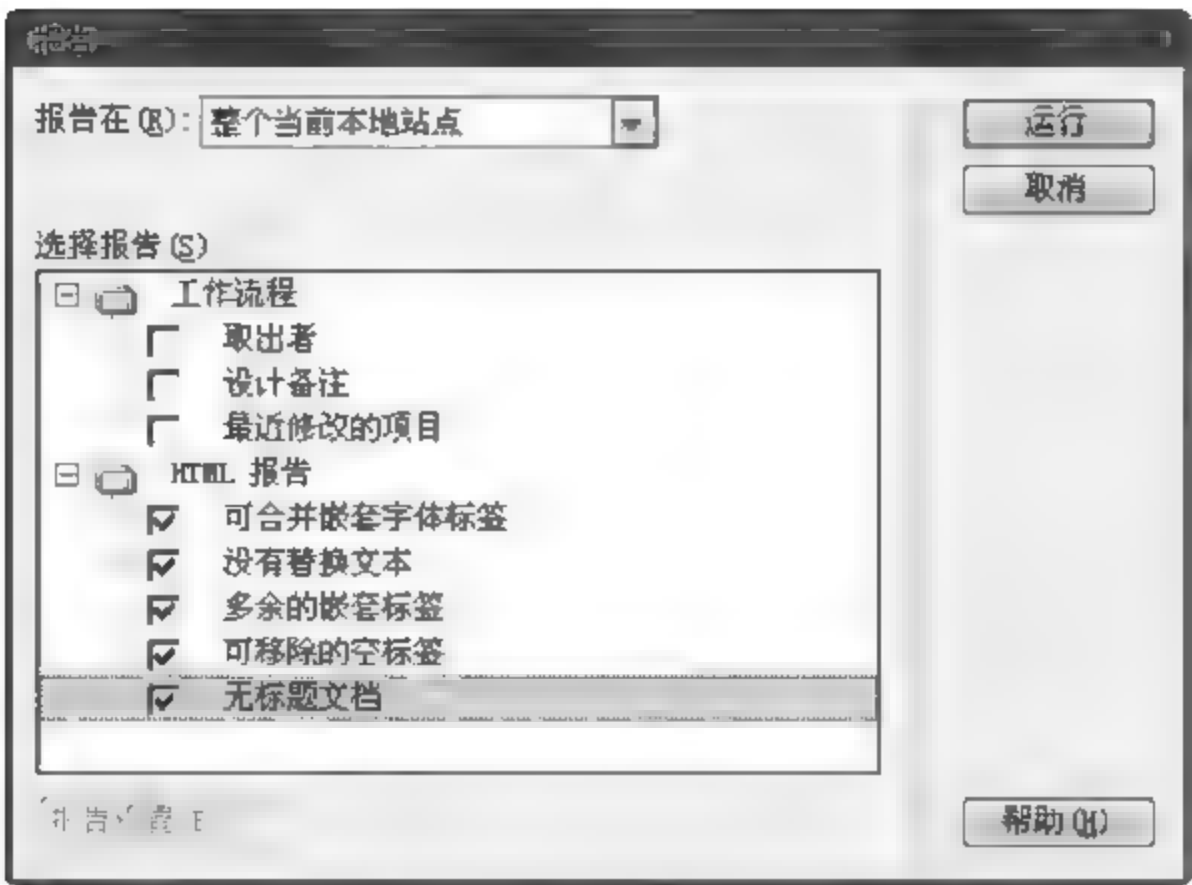 报告
报告在(R): 整个当前本地站点
运行
取消
选择报告(S)
工作流程
取出者
设计备注
最近修改的项目
HTML 报告
可合并嵌套字体标签
没有替换文本
多余的嵌套标签
可移除的空标签
无标题文档
帮助(H)